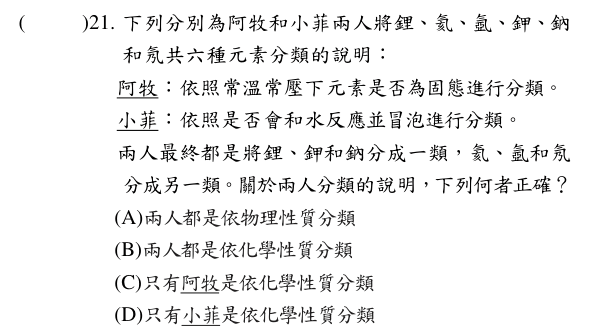 (　　)21. 下列分別為阿牧和小菲兩人將鋰、氦、氬、鉀、鈉
和氖共六種元素分類的說明：
阿牧：依照常溫常壓下元素是否為固態進行分類。
小菲：依照是否會和水反應並冒泡進行分類。
兩人最終都是將鋰、鉀和鈉分成一類，氦、氬和氖
分成另一類。關於兩人分類的說明，下列何者正確？
(A)兩人都是依物理性質分類
(B)兩人都是依化學性質分類
(C)只有阿牧是依化學性質分類
(D)只有小菲是依化學性質分類